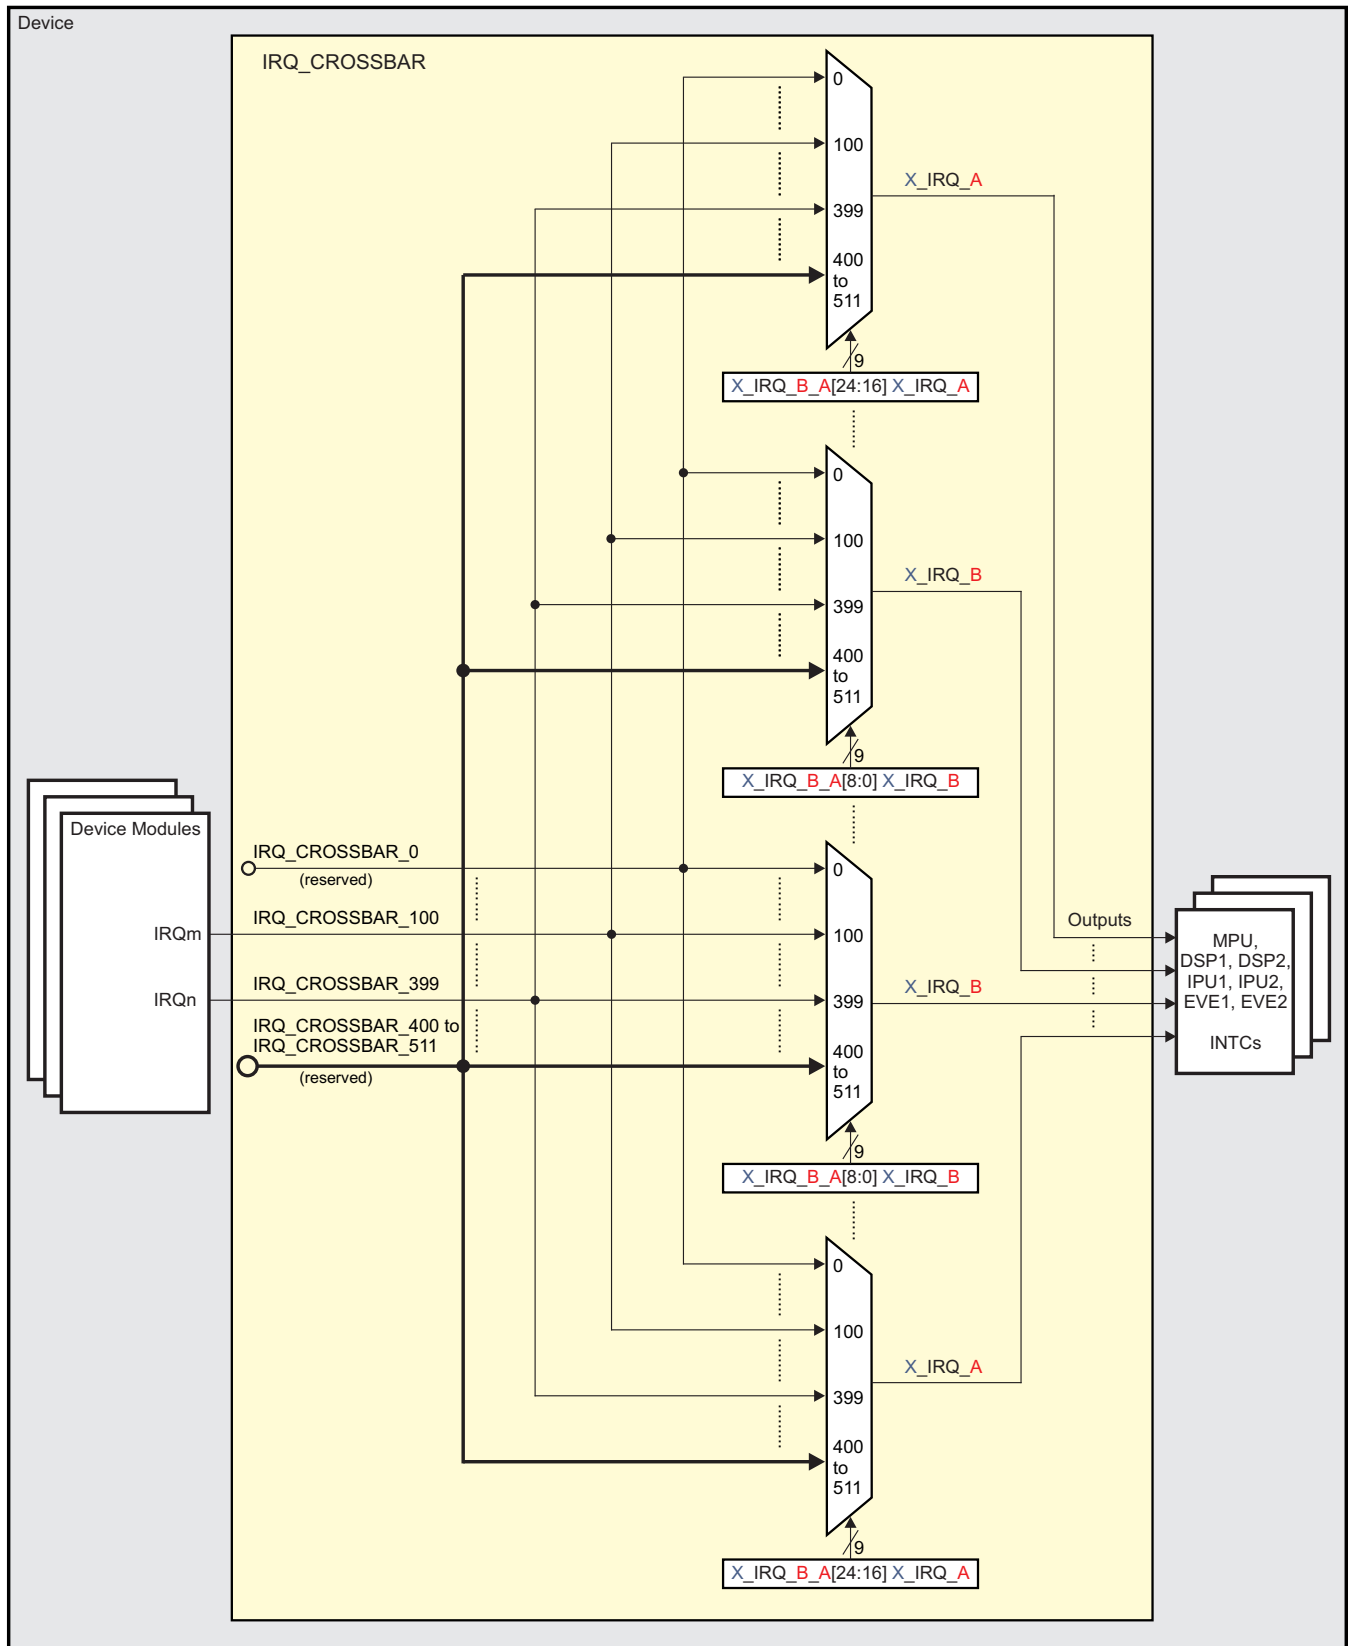 Device
IRQ_CROSSBAR
0
100
399
400
to
511
X_IRQ_A
9
X_IRQ_B_A[24:16] X_IRQ_A
0
100
399
400
to
511
X_IRQ_B
9
X_IRQ_B_A[8:0] X_IRQ_B
Device Modules
IRQm
IRQn
IRQ_CROSSBAR_0
(reserved)
IRQ_CROSSBAR_100
IRQ_CROSSBAR_399
IRQ_CROSSBAR_400 to
IRQ_CROSSBAR_511
(reserved)
0
100
399
400
to
511
X_IRQ_B
9
X_IRQ_B_A[8:0] X_IRQ_B
Outputs
MPU,
DSP1, DSP2,
IPU1, IPU2,
EVE1, EVE2
INTCs
0
100
399
400
to
511
X_IRQ_A
9
X_IRQ_B_A[24:16] X_IRQ_A